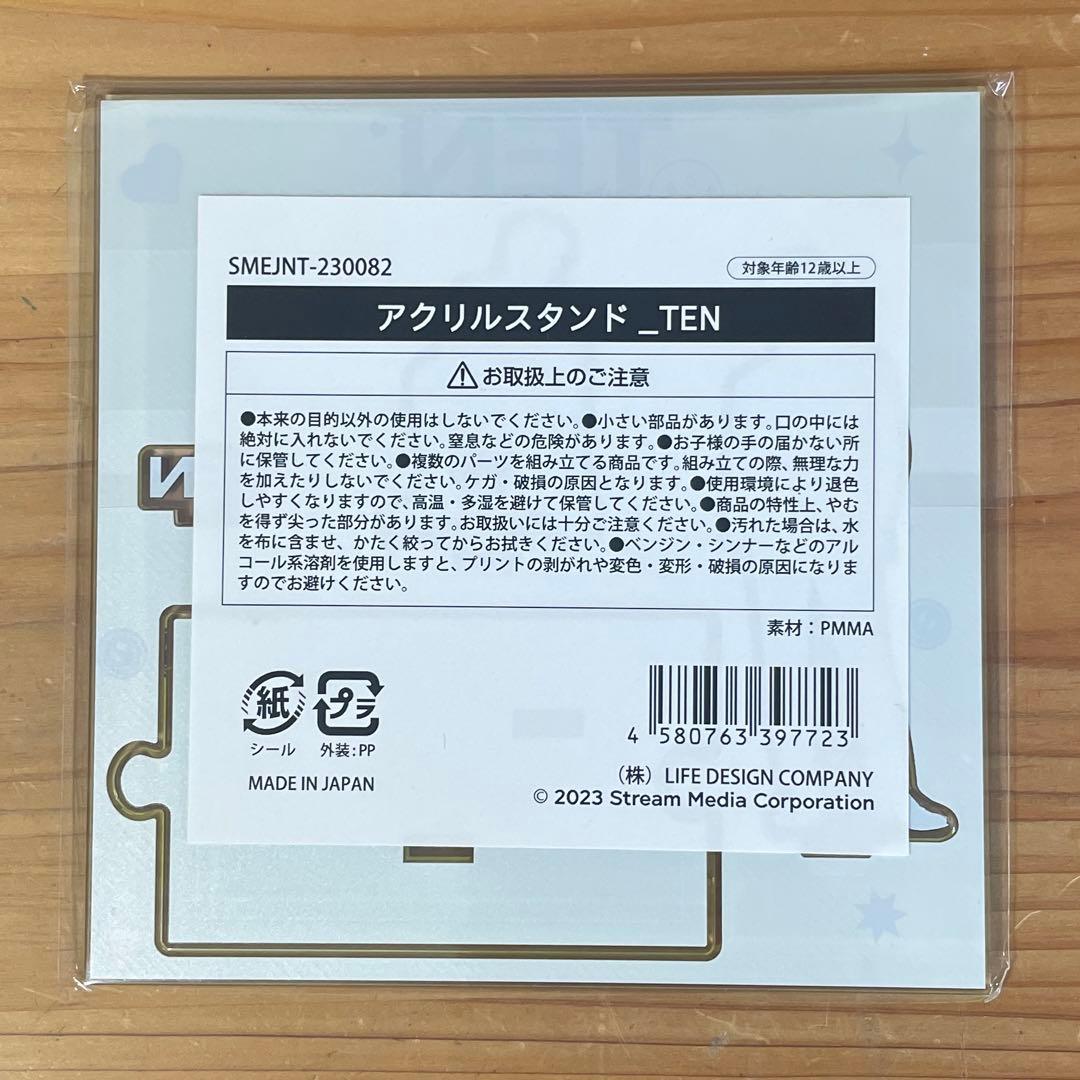 TEN
SMEJNT-230082
対象年齢12歳以上
アクリルスタンド _TEN
お取扱上のご注意
●本来の目的以外の使用はしないでください。●小さい部品があります。口の中には
絶対に入れないでください。窒息などの危険があります。●お子様の手の届かない所
に保管してください。●複数のパーツを組み立てる商品です。組み立ての際、無理な力
を加えたりしないでください。ケガ・破損の原因となります。●使用環境により退色
しやすくなりますので、高温・多湿を避けて保管してください。●商品の特性上、やむ
を得ず尖った部分があります。お取扱いには十分ご注意ください。●汚れた場合は、水
を布に含ませ、かたく絞ってからお拭きください。●ベンジン・シンナーなどのアル
コール系溶剤を使用しますと、プリントの剥がれや変色・変形・破損の原因になりま
すのでお避けください。
素材：PMMA
紙
プラ
シール
外装：PP
MADE IN JAPAN
4 580763 397723
（株）LIFE DESIGN COMPANY
© 2023 Stream Media Corporation